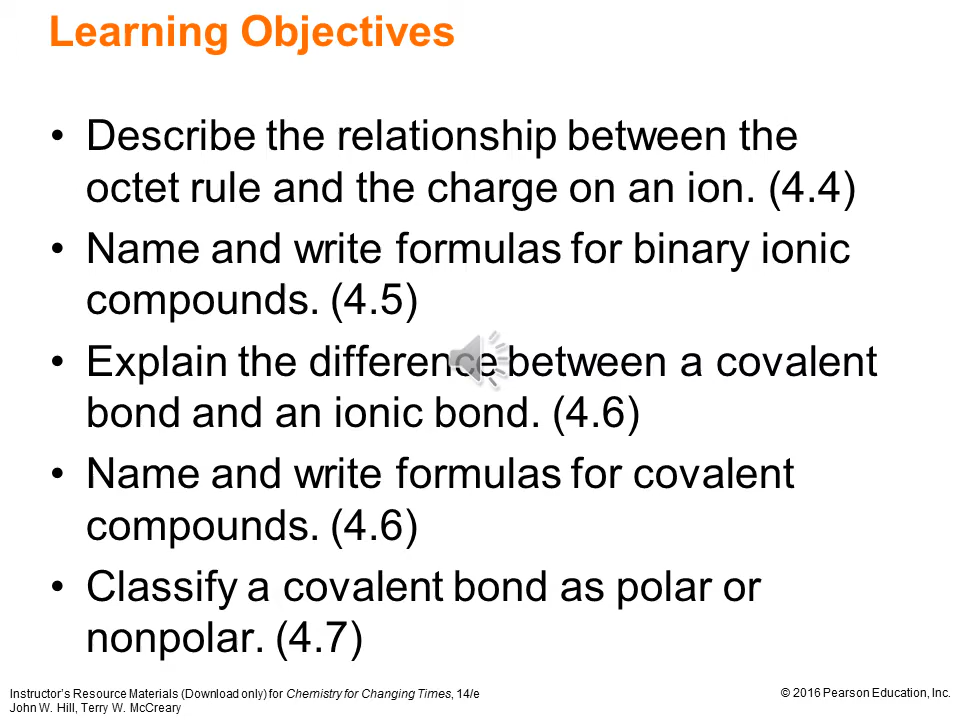 Learning Objectives
• Describe the relationship between the
octet rule and the charge on an ion. (4.4)
• Name and write formulas for binary ionic
compounds. (4.5)
• Explain the difference between a covalent
bond and an ionic bond. (4.6)
• Name and write formulas for covalent
compounds. (4.6)
• Classify a covalent bond as polar or
nonpolar. (4.7)
Instructor's Resource Materials (Download only) for Chemistry for Changing Times, 14/e
John W. Hill, Terry W. McCreary
© 2016 Pearson Education, Inc.